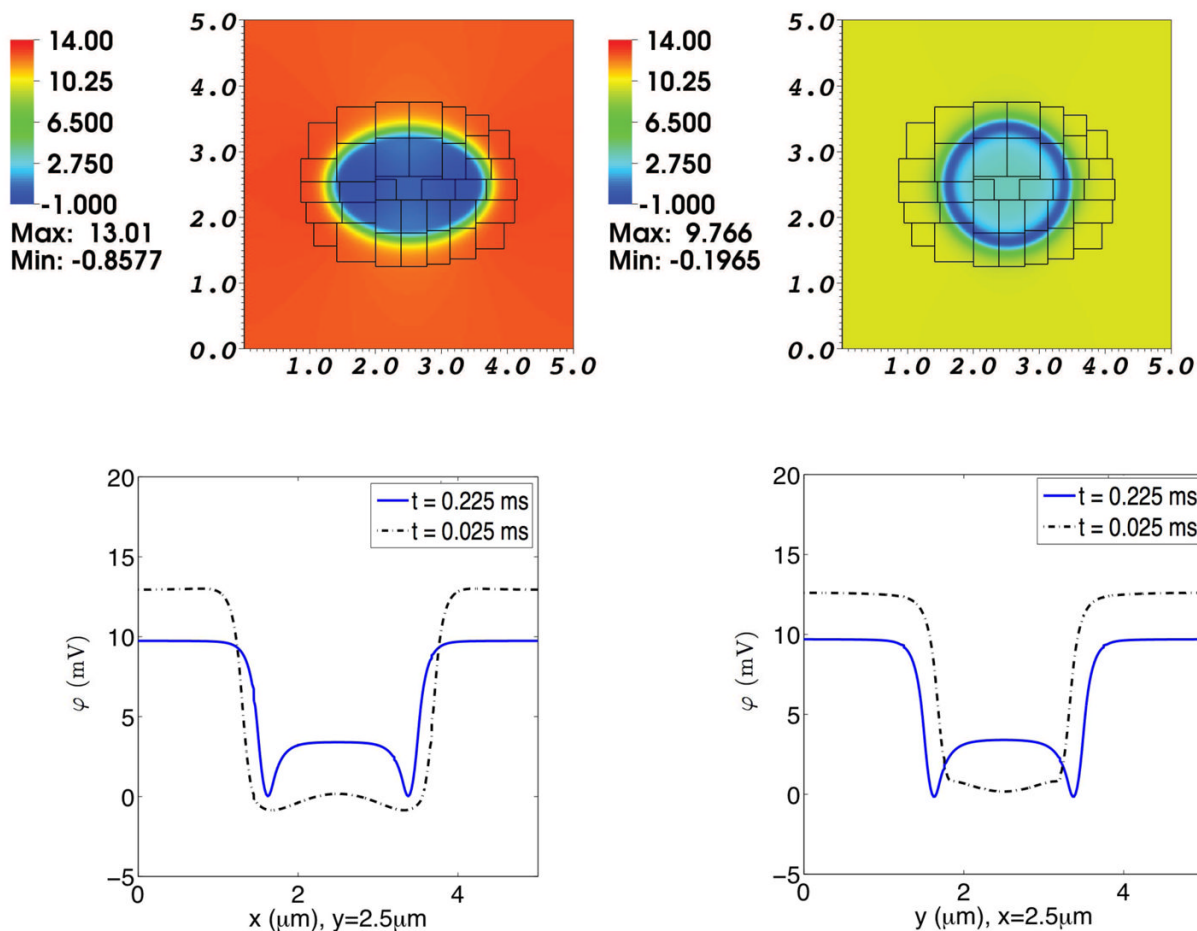 14.00
10.25
6.500
2.750
-1.000
Max: 13.01
Min: -0.8577
5.0
4.0
3.0
2.0
1.0
0.0
1.0 2.0 3.0 4.0 5.0
14.00
10.25
6.500
2.750
-1.000
Max: 9.766
Min: -0.1965
5.0
4.0
3.0
2.0
1.0
0.0
1.0 2.0 3.0 4.0 5.0
20
15
10
5
0
−5
φ (mV)
t = 0.225 ms
t = 0.025 ms
0 2 4
x (μm), y=2.5μm
20
15
10
5
0
−5
φ (mV)
t = 0.225 ms
t = 0.025 ms
0 2 4
y (μm), x=2.5μm